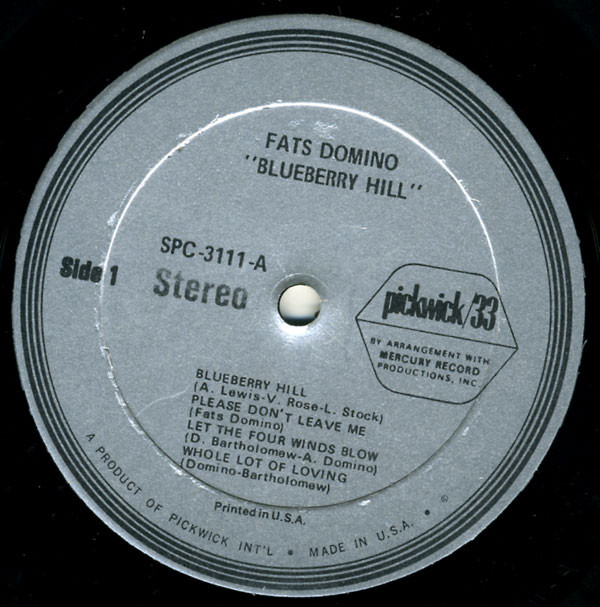 FATS DOMINO
"BLUEBERRY HILL"
SPC-3111-A
Side 1
Stereo
pickwick/33
BY ARRANGEMENT WITH
MERCURY RECORD
PRODUCTIONS, INC.
BLUEBERRY HILL
(A. Lewis-V. Rose-L. Stock)
PLEASE DON'T LEAVE ME
(Fats Domino)
LET THE FOUR WINDS BLOW
(D. Bartholomew-A. Domino)
WHOLE LOT OF LOVING
(Domino-Bartholomew)
Printed in U.S.A.
A PRODUCT OF PICKWICK INT'L • MADE IN U.S.A. • ©